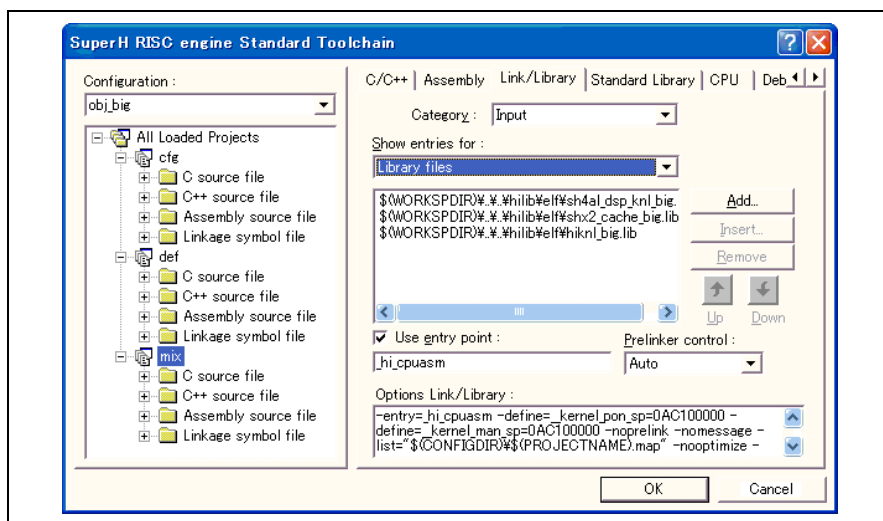 SuperH RISC engine Standard Toolchain
Configuration :
obj_big
All Loaded Projects
cfg
C source file
C++ source file
Assembly source file
Linkage symbol file
def
C source file
C++ source file
Assembly source file
Linkage symbol file
mix
C source file
C++ source file
Assembly source file
Linkage symbol file
C/C++ Assembly Link/Library Standard Library CPU Deb
Category : Input
Show entries for :
Library files
$(WORKSPDIR)¥..¥..¥hilib¥elf¥sh4al_dsp_knl_big.
$(WORKSPDIR)¥..¥..¥hilib¥elf¥shx2_cache_big.lib
$(WORKSPDIR)¥..¥..¥hilib¥elf¥hiknl_big.lib
Add...
Insert...
Remove
Up Down
Use entry point :
_hi_cpuasm
Prelinker control :
Auto
Options Link/Library :
-entry=_hi_cpuasm -define=__kernel_pon_sp=0AC100000 -
define=__kernel_man_sp=0AC100000 -noprelink -nomessage -
list="$(CONFIGDIR)¥$(PROJECTNAME).map" -nooptimize -
OK Cancel